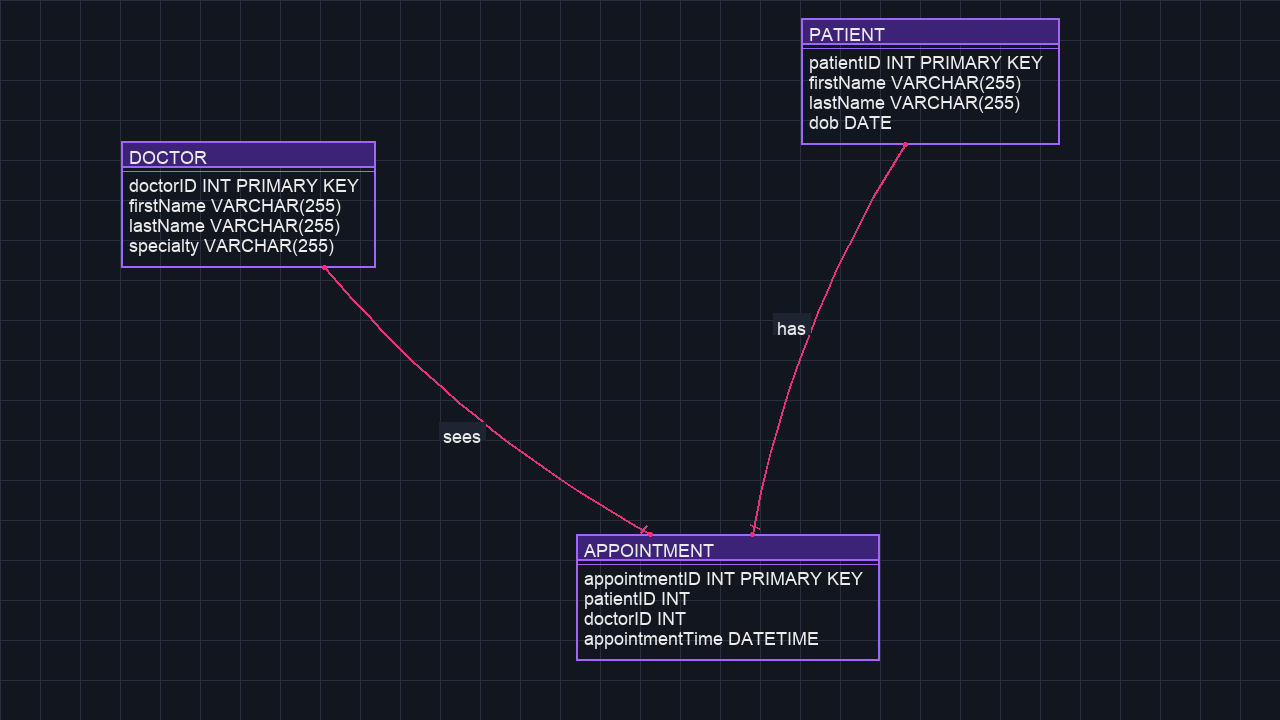 PATIENT
patientID INT PRIMARY KEY
firstName VARCHAR(255)
lastName VARCHAR(255)
dob DATE
DOCTOR
doctorID INT PRIMARY KEY
firstName VARCHAR(255)
lastName VARCHAR(255)
specialty VARCHAR(255)
has
sees
APPOINTMENT
appointmentID INT PRIMARY KEY
patientID INT
doctorID INT
appointmentTime DATETIME